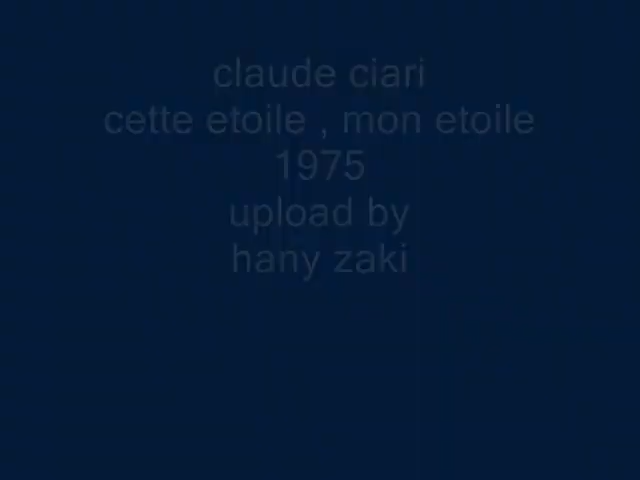 claude ciari
cette etoile , mon etoile
1975
upload by
hany zaki